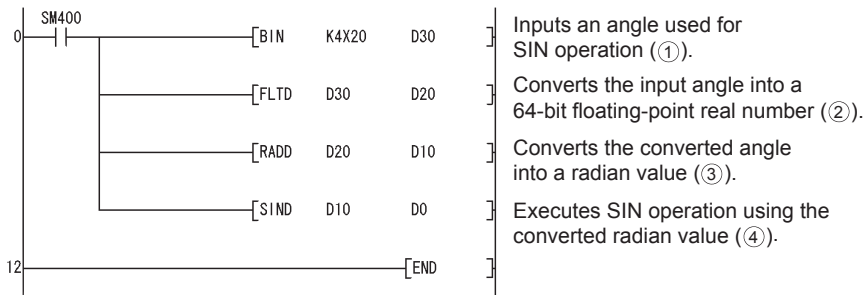 SM400
0 [BIN K4X20 D30 ] Inputs an angle used for
SIN operation (①).
[FLTD D30 D20 ] Converts the input angle into a
64-bit floating-point real number (②).
[RADD D20 D10 ] Converts the converted angle
into a radian value (③).
[SIND D10 D0 ] Executes SIN operation using the
converted radian value (④).
12 [END ]